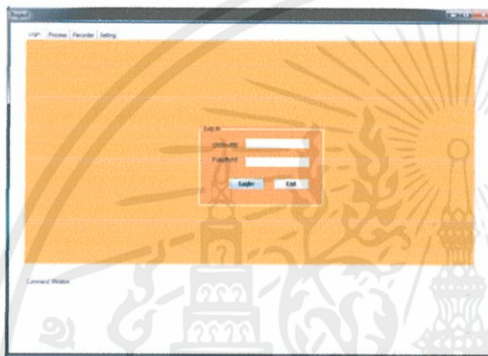 Login Process Recorder Setting
Log in
Username
Password
Login Exit
Command Window